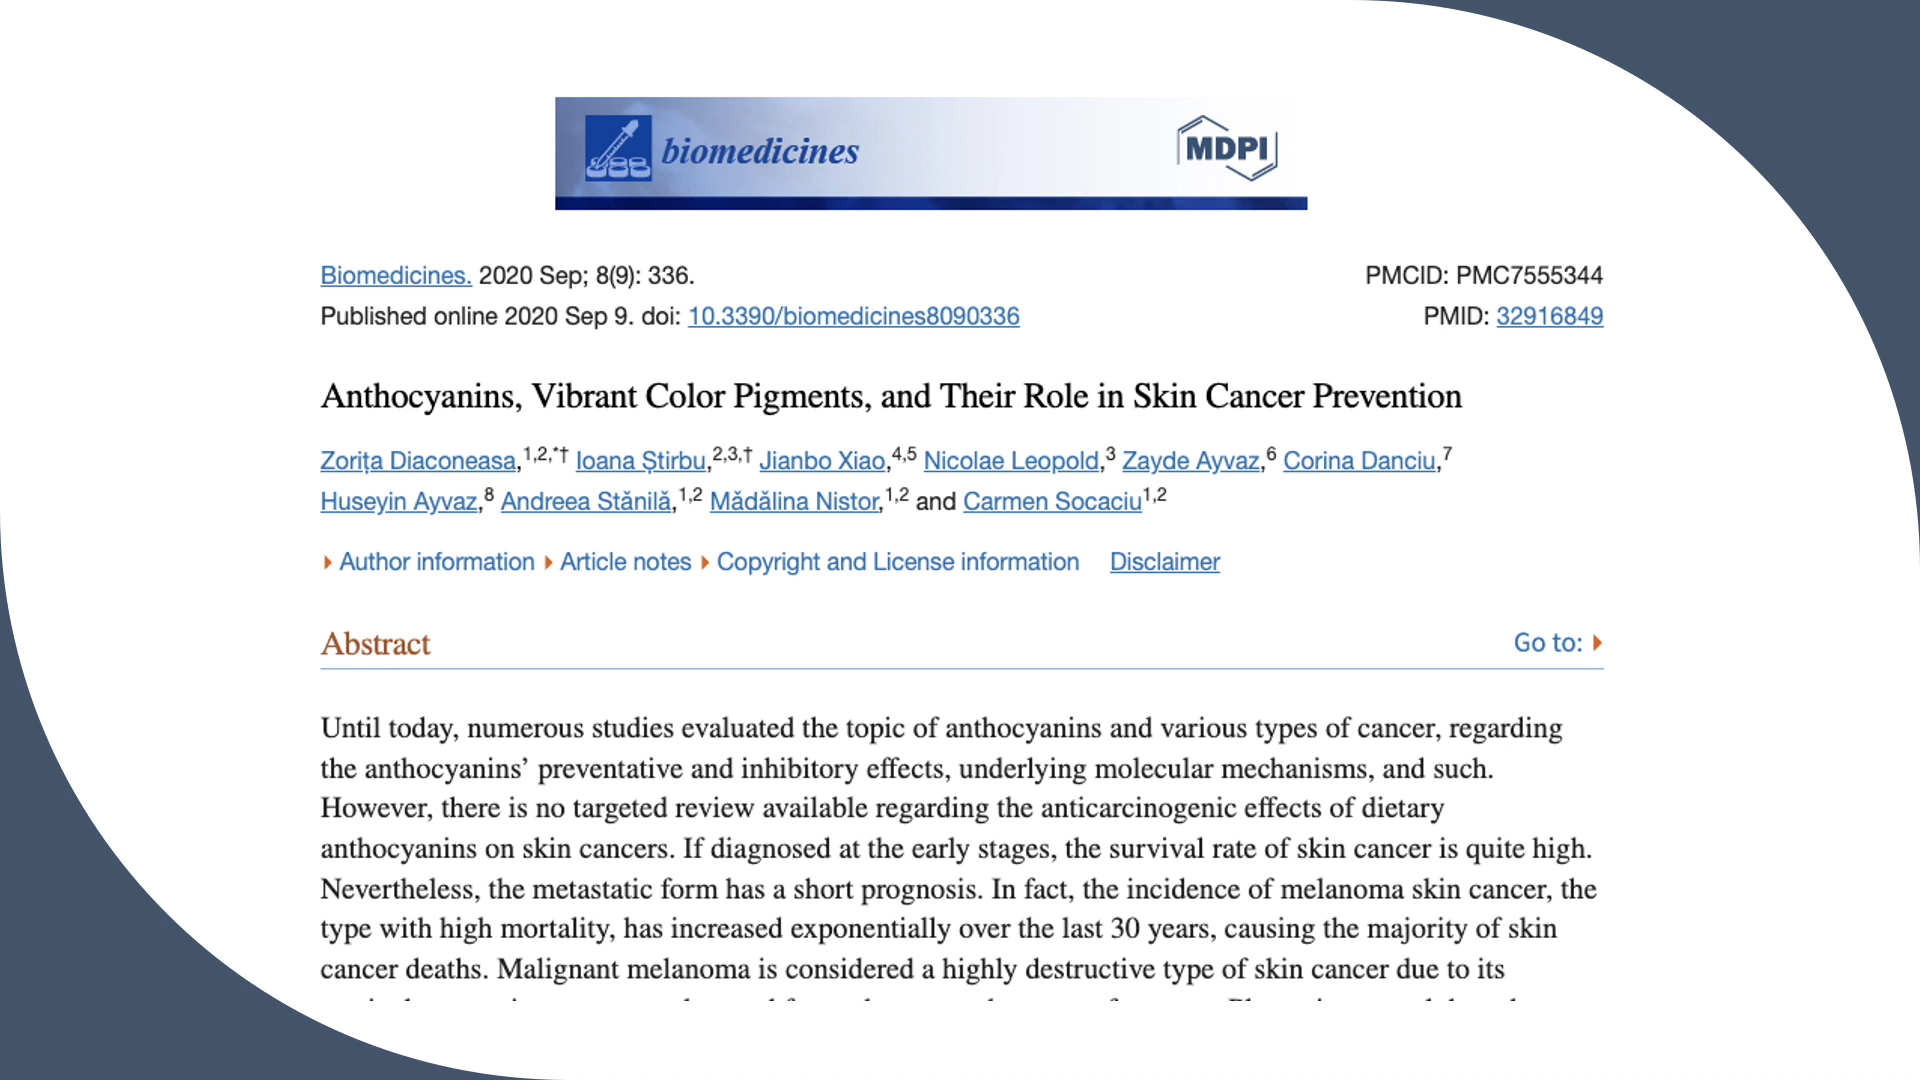 biomedicines
MDPI
Biomedicines. 2020 Sep; 8(9): 336.
PMCID: PMC7555344
Published online 2020 Sep 9. doi: 10.3390/biomedicines8090336
PMID: 32916849
Anthocyanins, Vibrant Color Pigments, and Their Role in Skin Cancer Prevention
Zorița Diaconeasa,1,2,*† Ioana Știrbu,2,3,† Jianbo Xiao,4,5 Nicolae Leopold,3 Zayde Ayvaz,6 Corina Danciu,7
Huseyin Ayvaz,8 Andreea Stănilă,1,2 Mădălina Nistor,1,2 and Carmen Socaciu1,2
Author information Article notes Copyright and License information Disclaimer
Abstract
Go to:
Until today, numerous studies evaluated the topic of anthocyanins and various types of cancer, regarding
the anthocyanins’ preventative and inhibitory effects, underlying molecular mechanisms, and such.
However, there is no targeted review available regarding the anticarcinogenic effects of dietary
anthocyanins on skin cancers. If diagnosed at the early stages, the survival rate of skin cancer is quite high.
Nevertheless, the metastatic form has a short prognosis. In fact, the incidence of melanoma skin cancer, the
type with high mortality, has increased exponentially over the last 30 years, causing the majority of skin
cancer deaths. Malignant melanoma is considered a highly destructive type of skin cancer due to its